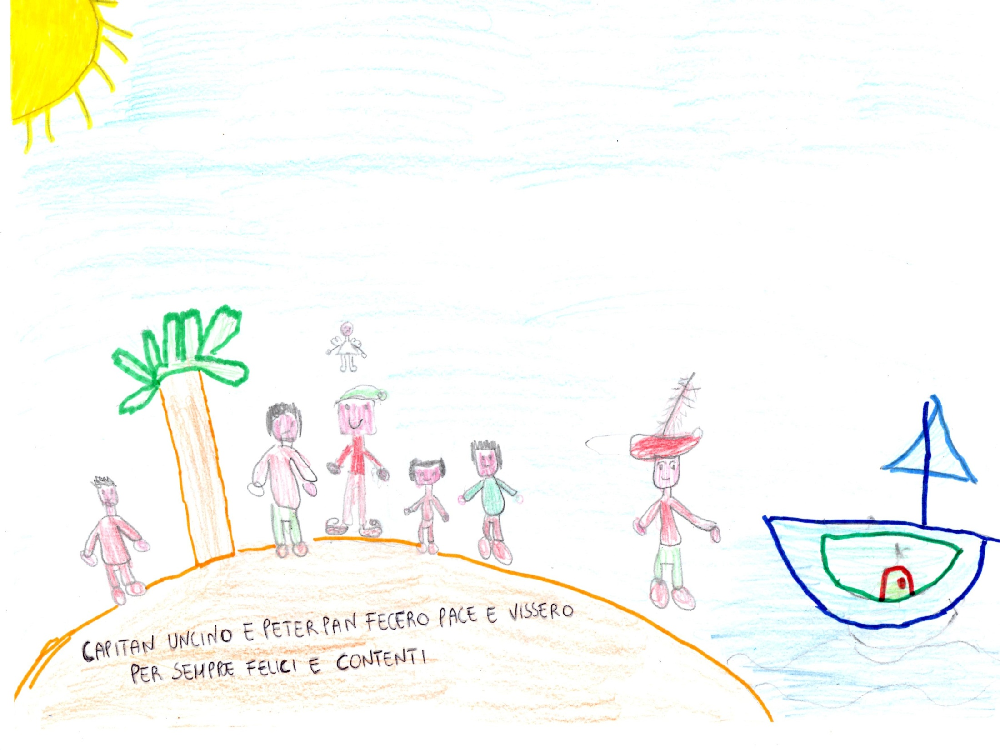 CAPITAN UNCINO E PETER PAN FECERO PACE E VISSERO
PER SEMPRE FELICI E CONTENTI